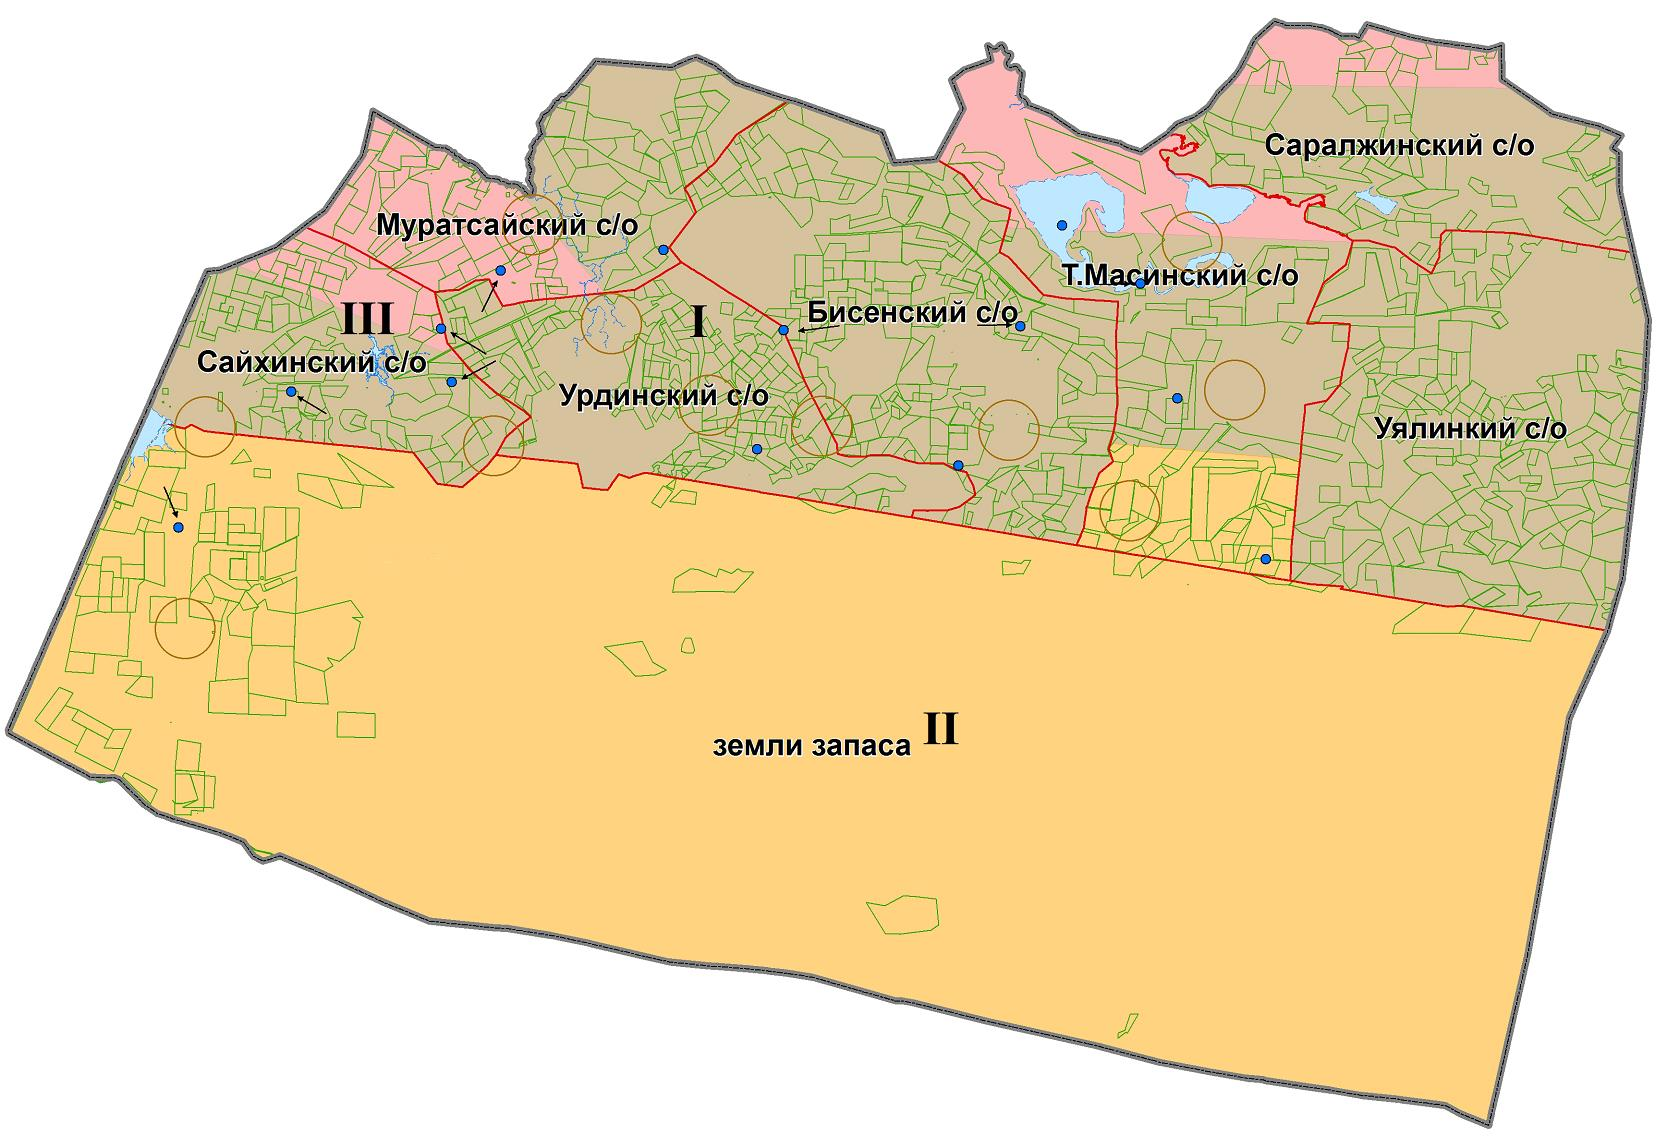 Саралжинский с/о
Муратсайский с/о
Т.Масинский с/о
III
I
Бисенский с/о
Сайхинский с/о
Урдинский с/о
Уялинкий с/о
II
земли запаса